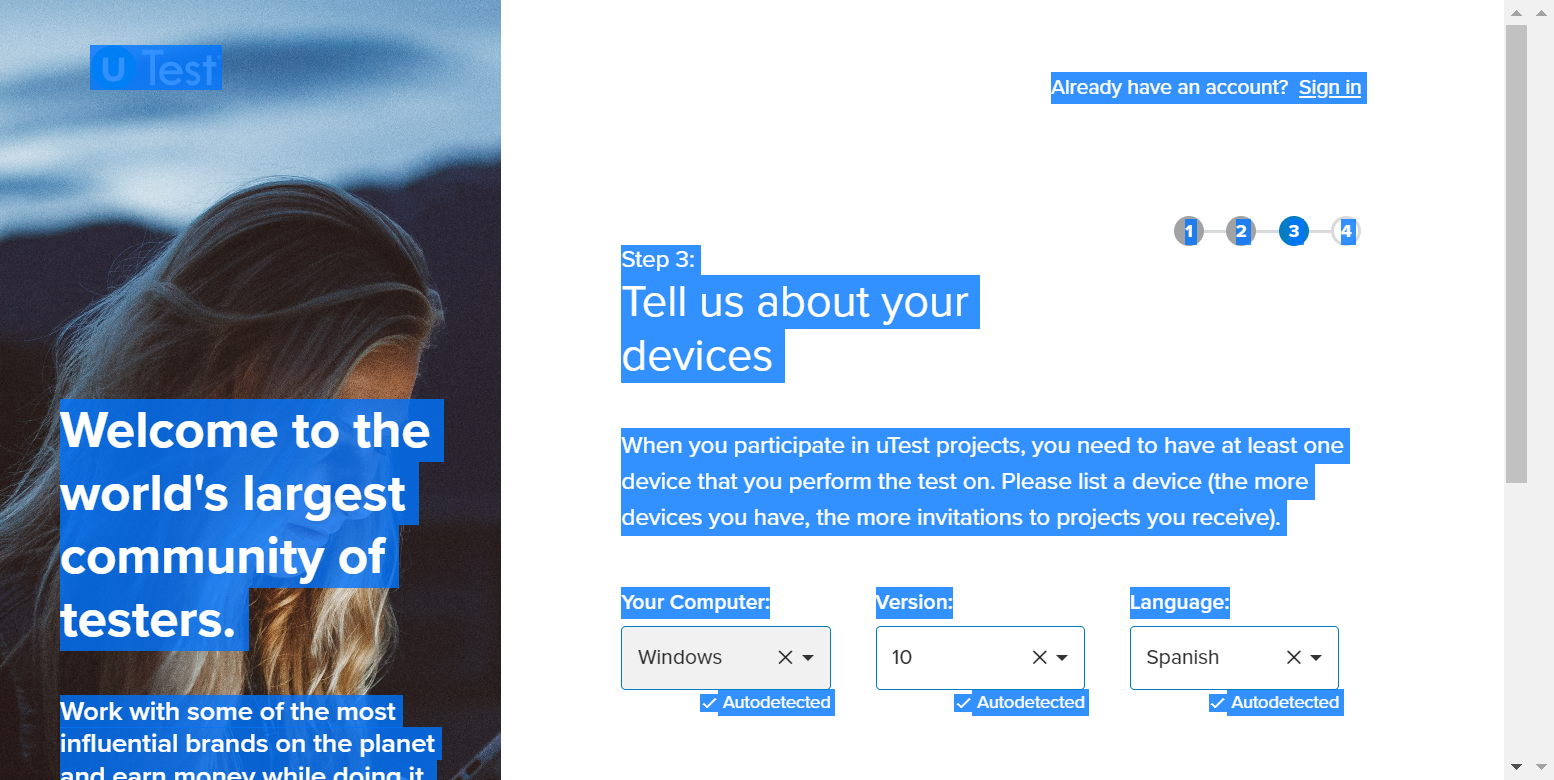 uTest
Welcome to the
world's largest
community of
testers.
Work with some of the most
influential brands on the planet
and earn money while doing it.
Already have an account? Sign in
1 2 3 4
Step 3:
Tell us about your
devices
When you participate in uTest projects, you need to have at least one
device that you perform the test on. Please list a device (the more
devices you have, the more invitations to projects you receive).
Your Computer: Version: Language:
Windows 10 Spanish
Autodetected Autodetected Autodetected